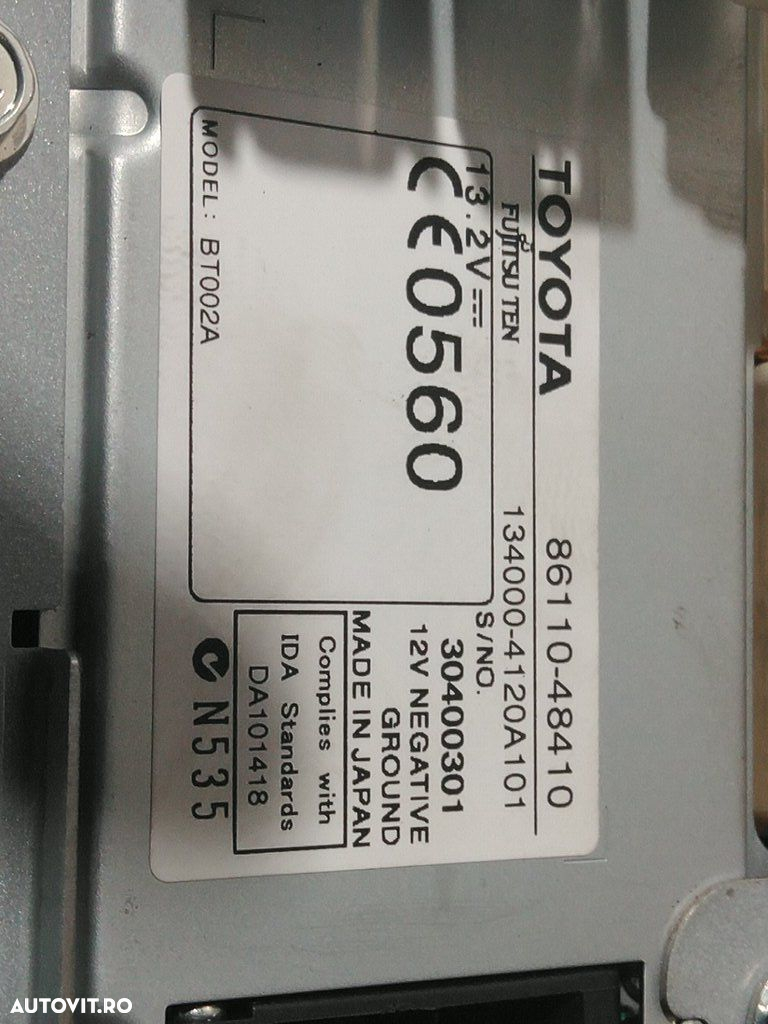 TOYOTA 86110-48410
FUJITSU TEN 134000-4120A101
13.2V
S/NO.
30400301
CE0560
12V NEGATIVE
GROUND
MADE IN JAPAN
Complies with
IDA Standards
DA101418
MODEL: BT002A
N535
AUTOVIT.RO